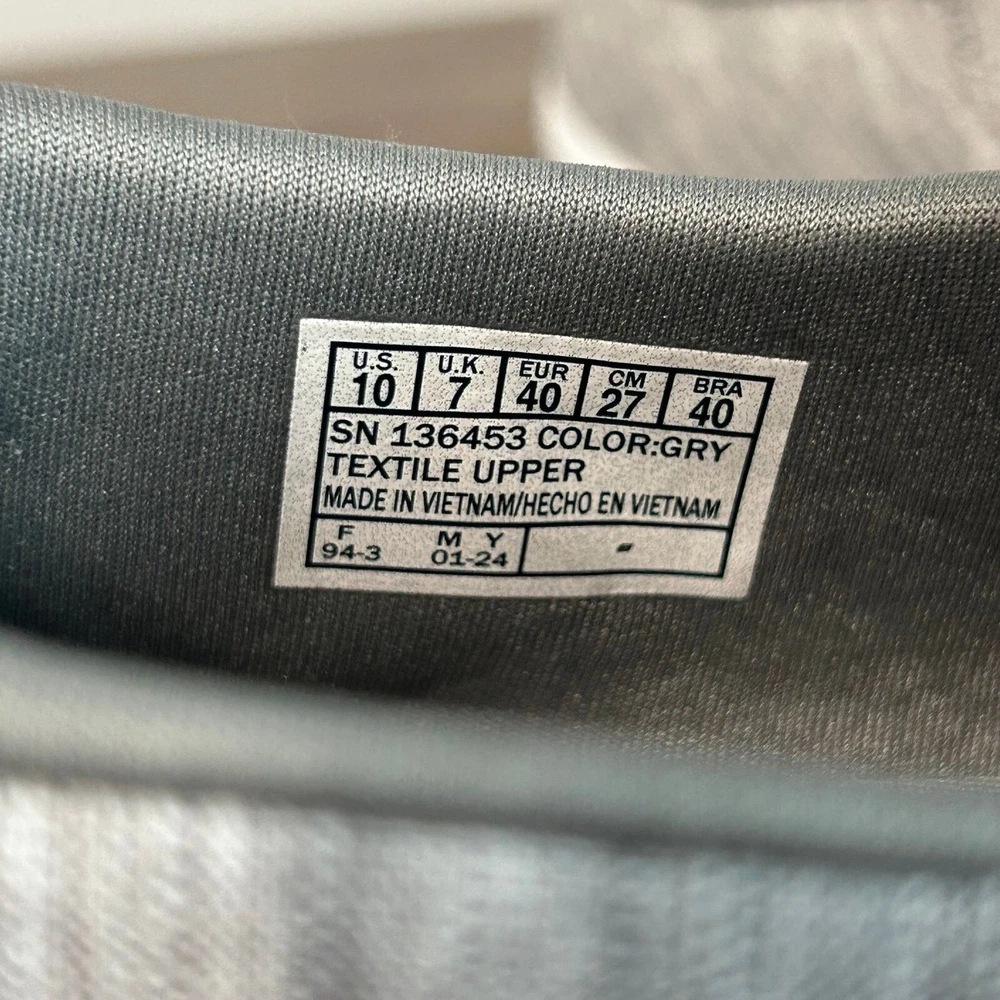 U.S. U.K. EUR CM BRA
10 7 40 27 40
SN 136453 COLOR:GRY
TEXTILE UPPER
MADE IN VIETNAM/HECHO EN VIETNAM
F M Y
94-3 01-24 -